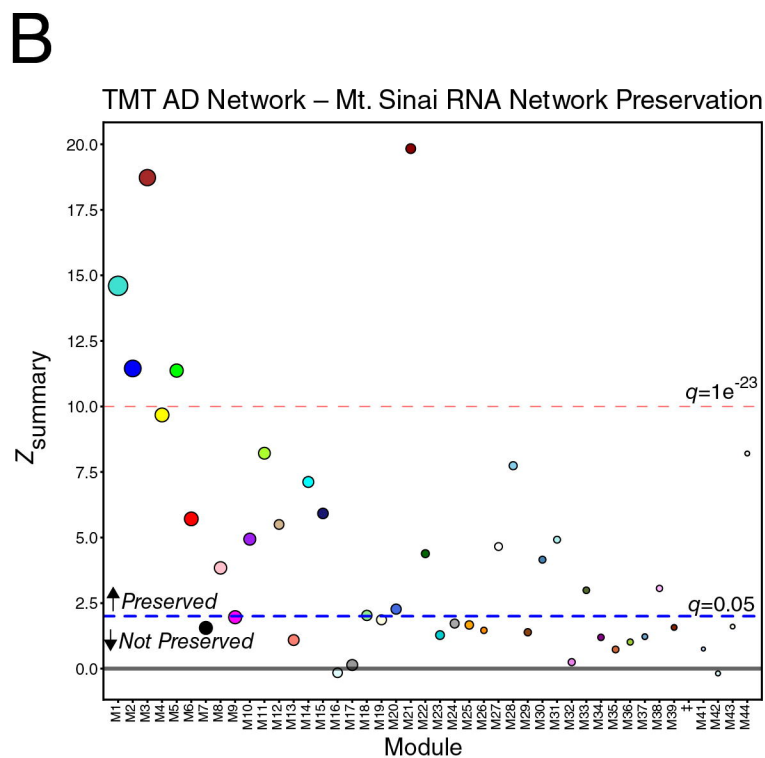 B
TMT AD Network – Mt. Sinai RNA Network Preservation
20.0
17.5
15.0
12.5
10.0
7.5
5.0
2.5
0.0
Zsummary
q=1e-23
q=0.05
↑ Preserved
↓ Not Preserved
M1 M2 M3 M4 M5 M6 M7 M8 M9 M10 M11 M12 M13 M14 M15 M16 M17 M18 M19 M20 M21 M22 M23 M24 M25 M26 M27 M28 M29 M30 M31 M32 M33 M34 M35 M36 M37 M38 M39 ‡ M41 M42 M43 M44
Module